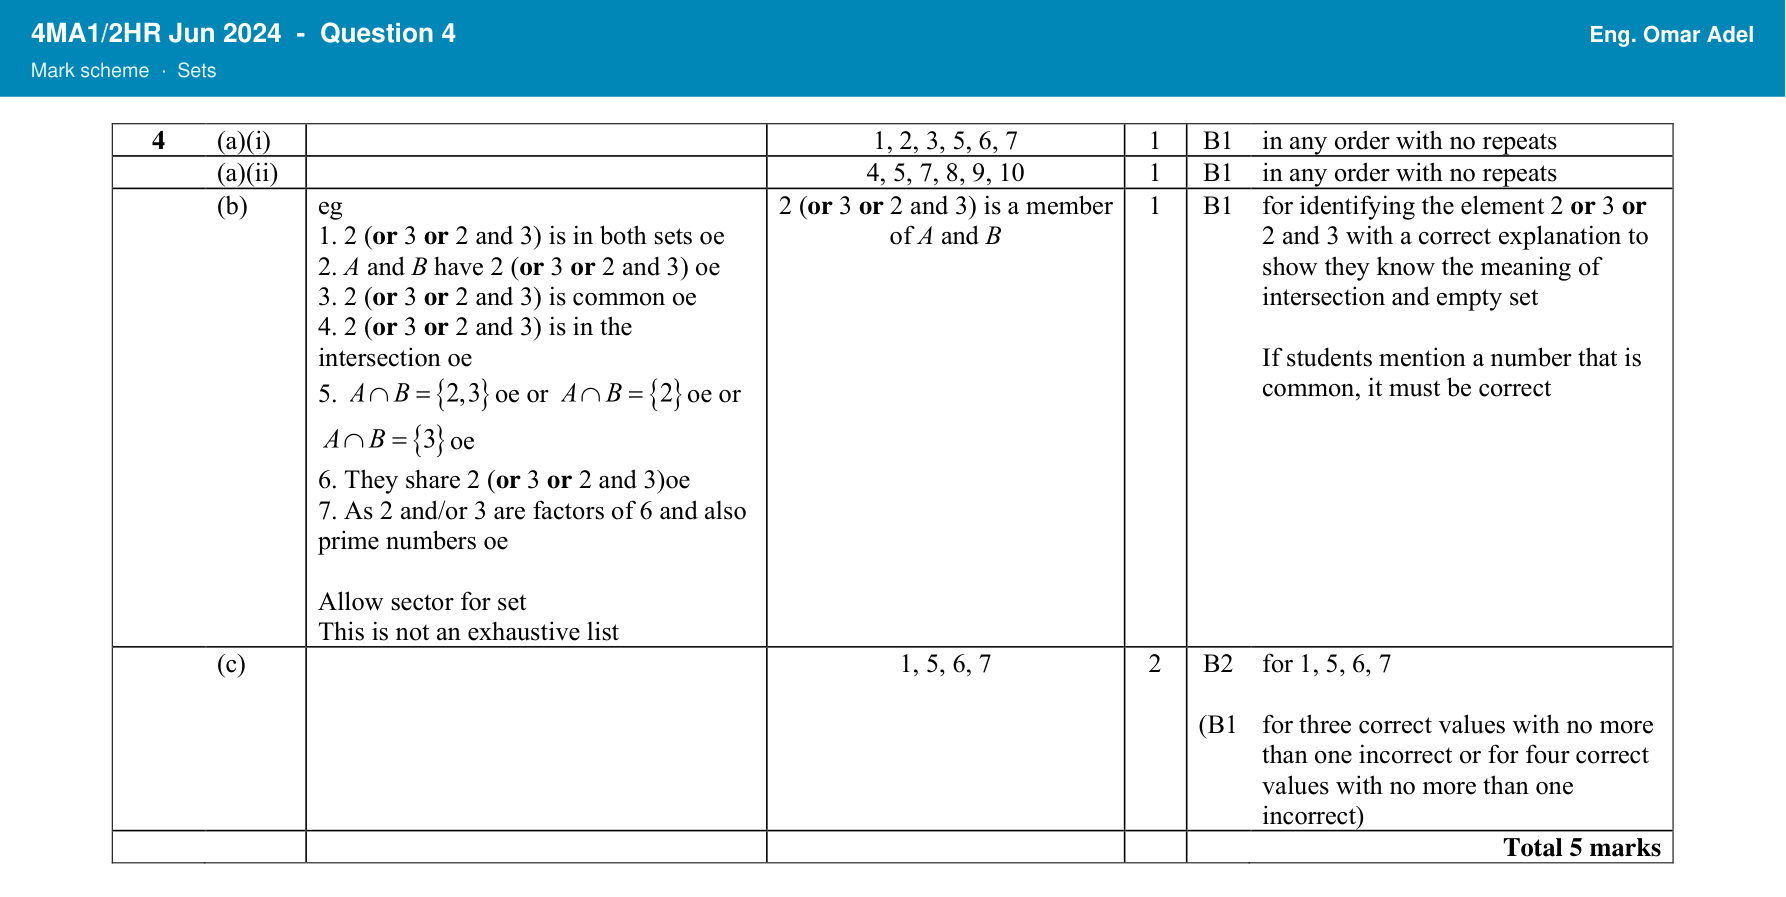 4MA1/2HR Jun 2024 - Question 4
Eng. Omar Adel
Mark scheme · Sets
4 (a)(i) 1, 2, 3, 5, 6, 7 1 B1 in any order with no repeats
(a)(ii) 4, 5, 7, 8, 9, 10 1 B1 in any order with no repeats
(b)
eg
1. 2 (or 3 or 2 and 3) is in both sets oe
2. A and B have 2 (or 3 or 2 and 3) oe
3. 2 (or 3 or 2 and 3) is common oe
4. 2 (or 3 or 2 and 3) is in the
intersection oe
5. A∩B = {2,3} oe or A∩B = {2} oe or
A∩B = {3} oe
6. They share 2 (or 3 or 2 and 3)oe
7. As 2 and/or 3 are factors of 6 and also
prime numbers oe
Allow sector for set
This is not an exhaustive list
2 (or 3 or 2 and 3) is a member
of A and B
1
B1 for identifying the element 2 or 3 or
2 and 3 with a correct explanation to
show they know the meaning of
intersection and empty set
If students mention a number that is
common, it must be correct
(c) 1, 5, 6, 7 2 B2 for 1, 5, 6, 7
(B1 for three correct values with no more
than one incorrect or for four correct
values with no more than one
incorrect)
Total 5 marks